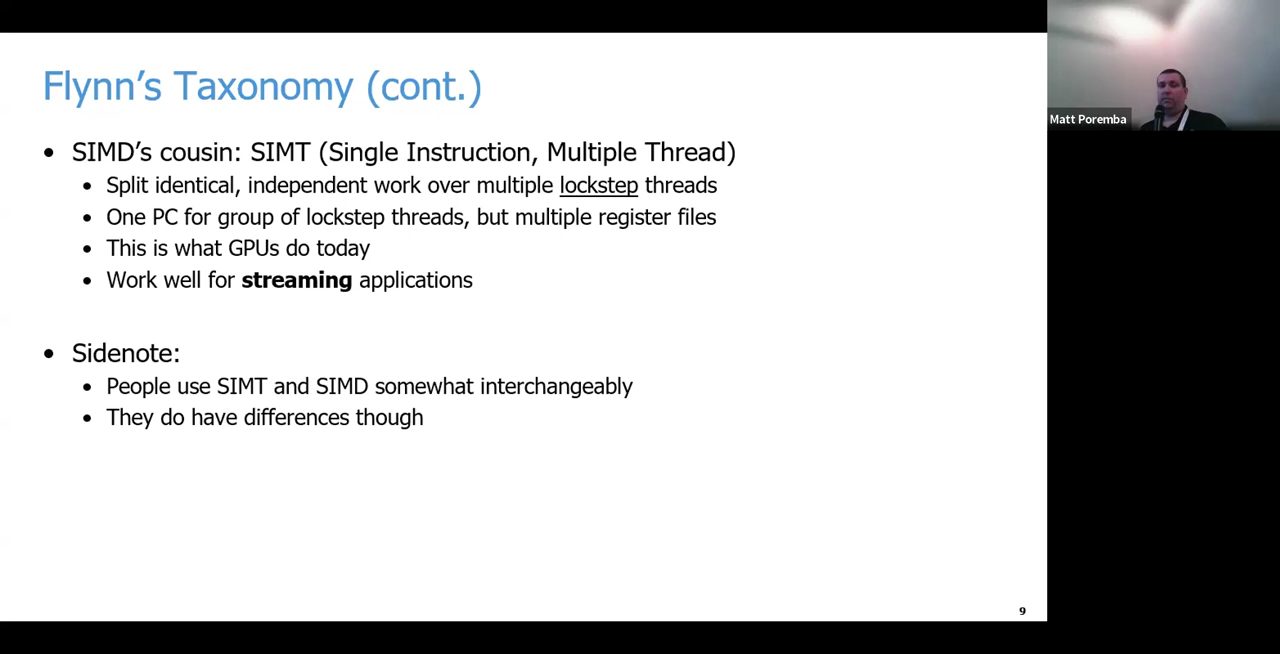 Flynn’s Taxonomy (cont.)
• SIMD’s cousin: SIMT (Single Instruction, Multiple Thread)
• Split identical, independent work over multiple lockstep threads
• One PC for group of lockstep threads, but multiple register files
• This is what GPUs do today
• Work well for streaming applications
• Sidenote:
• People use SIMT and SIMD somewhat interchangeably
• They do have differences though
9
Matt Poremba